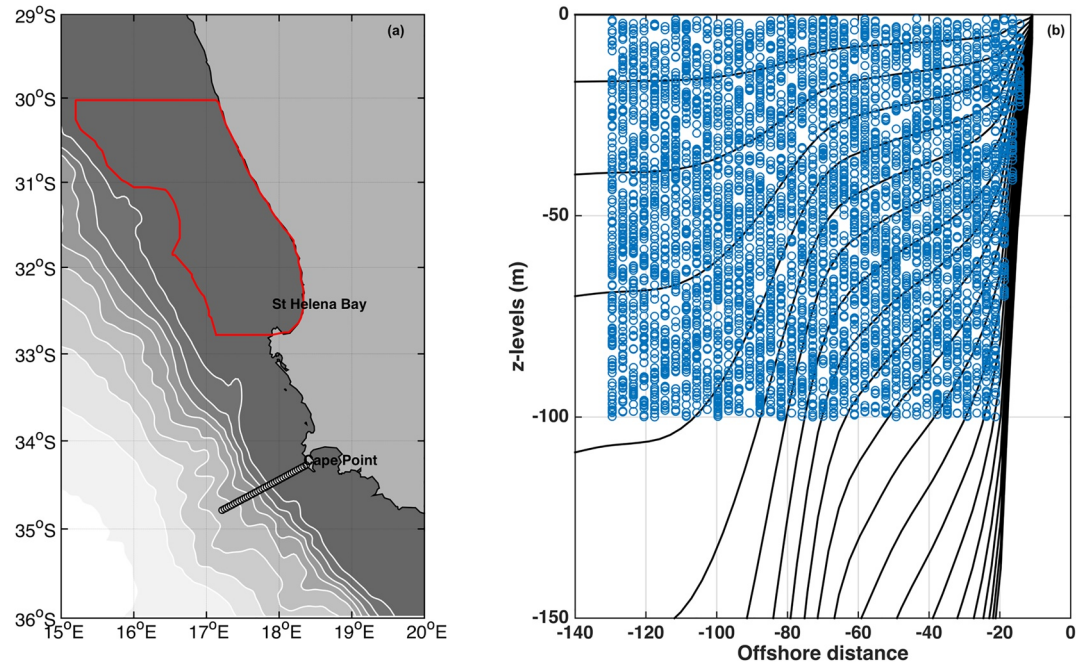 29°S
(a)
30°S
31°S
32°S
St Helena Bay
33°S
34°S
Cape Point
35°S
36°S
15°E
16°E
17°E
18°E
19°E
20°E
0
(b)
-50
z-levels (m)
-100
-150
-140
-120
-100
-80
-60
-40
-20
0
Offshore distance